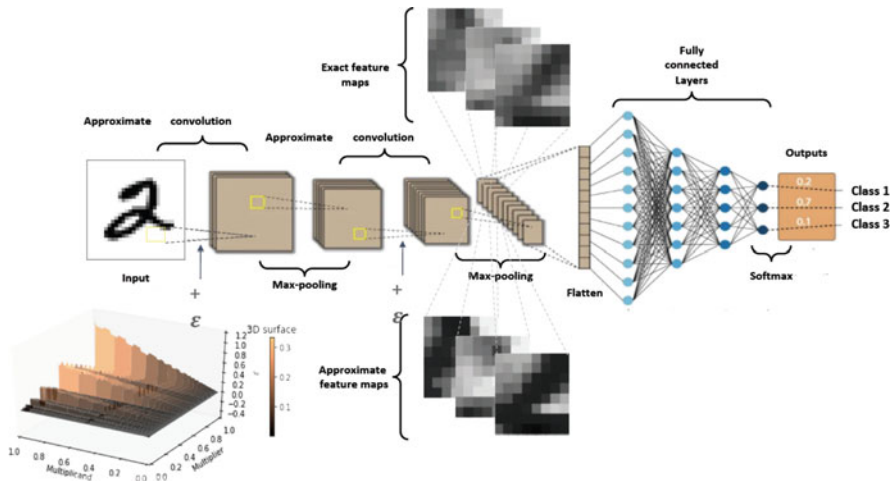 Exact feature
maps
Fully
connected
Layers
Approximate convolution
Approximate convolution
Outputs
0.2
0.7
0.1
Class 1
Class 2
Class 3
Input
Max-pooling
Max-pooling
Flatten
Softmax
+
ε
+
ε
3D surface
1.2
1.0
0.8
0.6
0.4
0.2
0.0
−0.2
−0.4
ε
0.3
0.2
0.1
1.0
0.8
0.6
0.4
0.2
0.0
Multiplicand
0.0
0.2
0.4
0.6
0.8
1.0
Multiplier
Approximate
feature maps